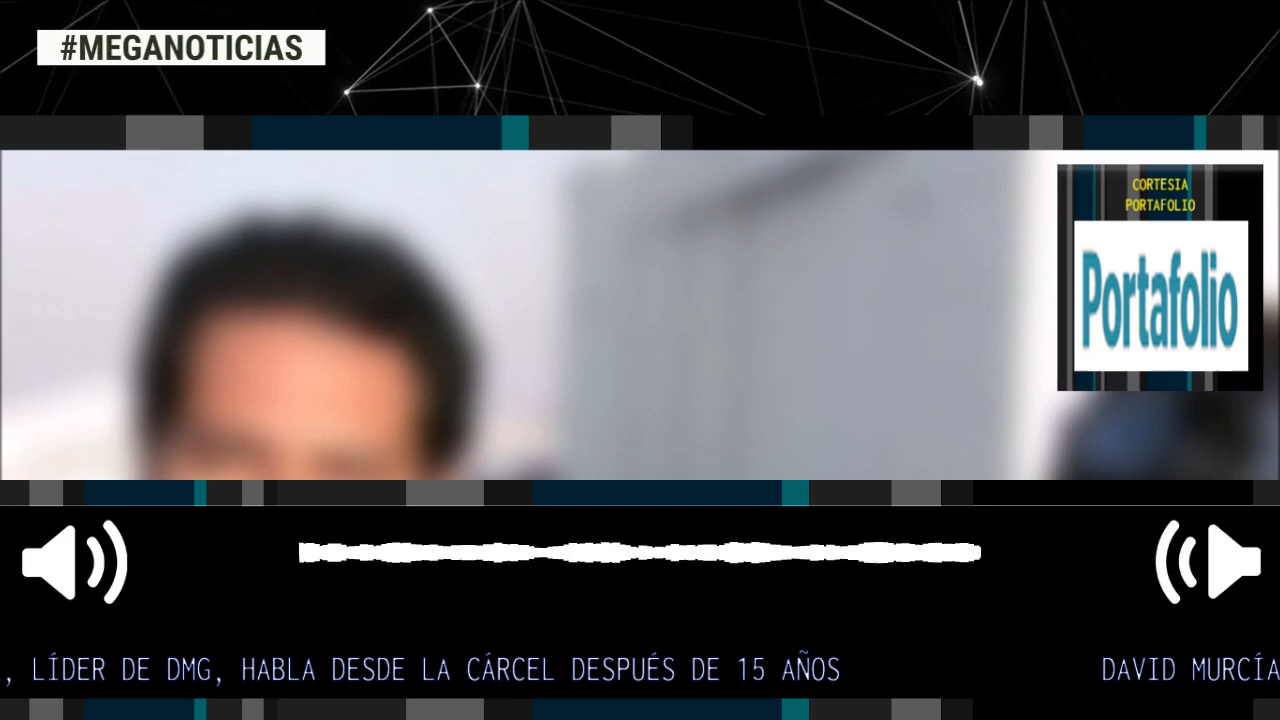 #MEGANOTICIAS
CORTESIA
PORTAFOLIO
Portafolio
, LÍDER DE DMG, HABLA DESDE LA CÁRCEL DESPUÉS DE 15 AÑOS DAVID MURCÍA